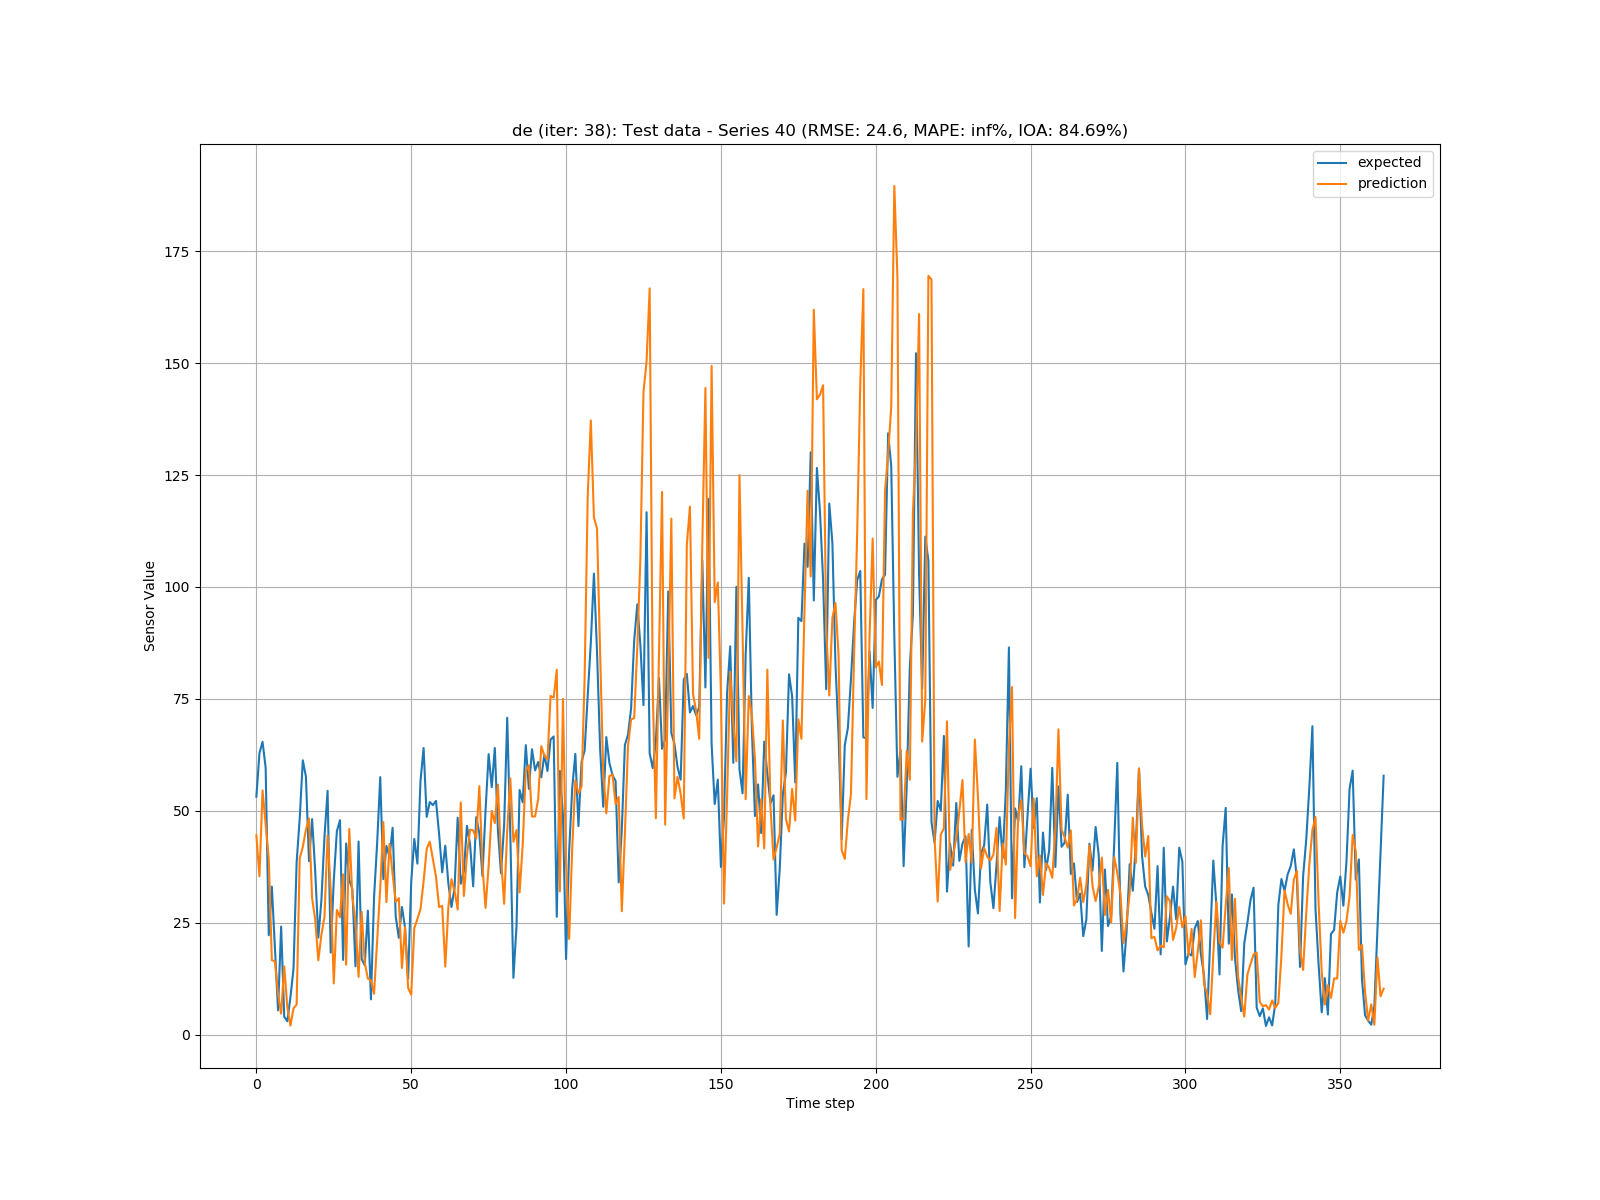 de (iter: 38): Test data - Series 40 (RMSE: 24.6, MAPE: inf%, IOA: 84.69%)
expected
prediction
175
150
125
100
75
50
25
0
Sensor Value
0 50 100 150 200 250 300 350
Time step